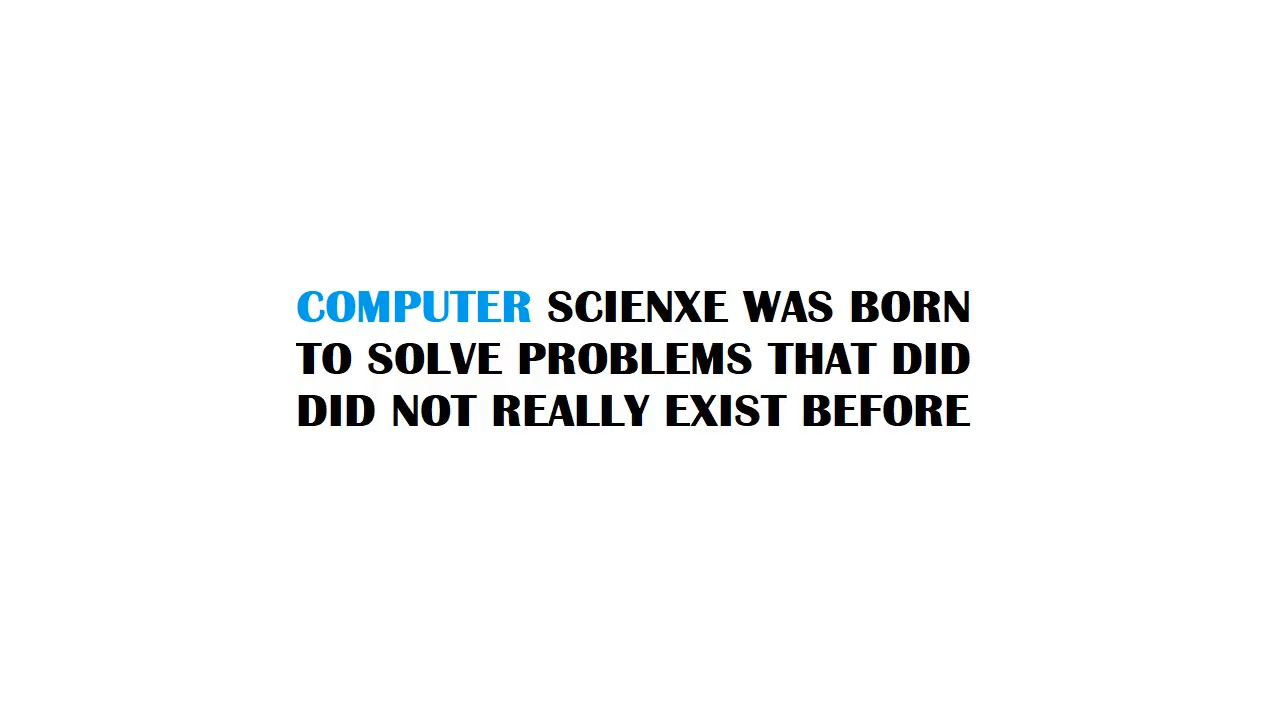 COMPUTER SCIENXE WAS BORN
TO SOLVE PROBLEMS THAT DID
DID NOT REALLY EXIST BEFORE